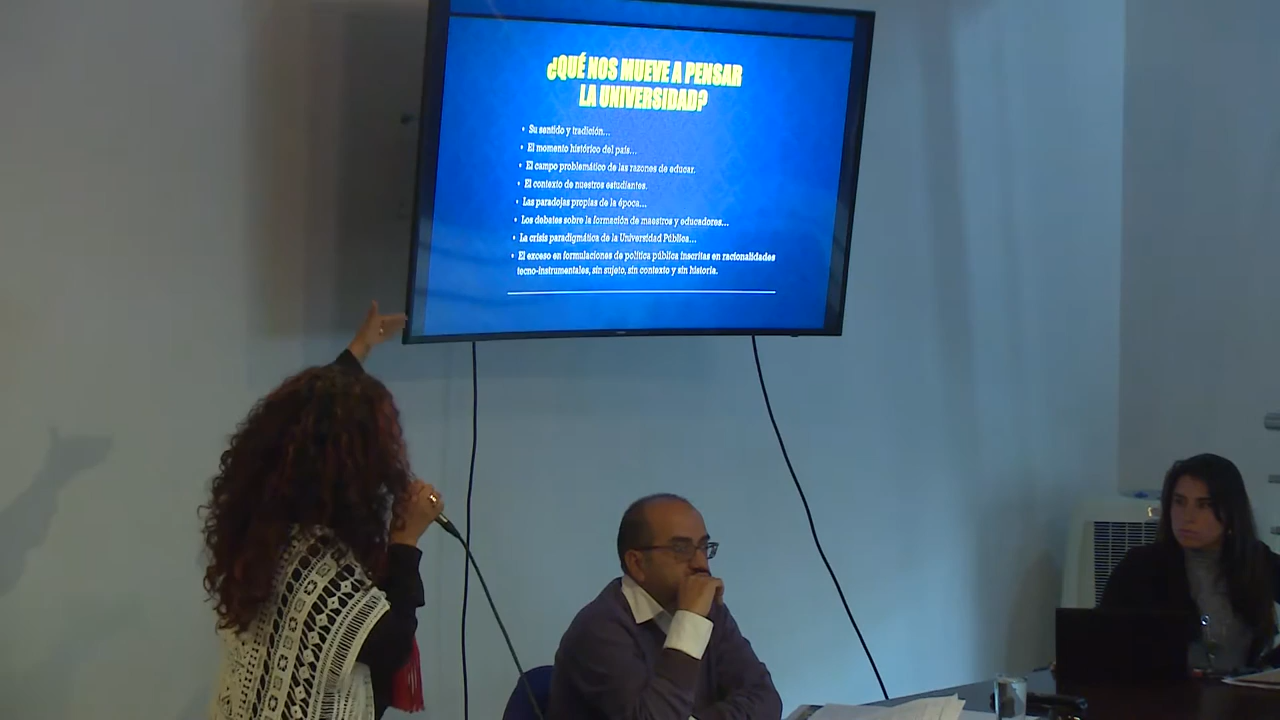 ¿QUÉ NOS MUEVE A PENSAR
LA UNIVERSIDAD?
• Su sentido y tradición...
• El momento histórico del país...
• El campo problemático de las razones de educar.
• El contexto de nuestros estudiantes.
• Las paradojas propias de la época...
• Los debates sobre la formación de maestros y educadores...
• La crisis paradigmática de la Universidad Pública...
• El exceso en formulaciones de política pública inscritas en racionalidades
tecno-instrumentales, sin sujeto, sin contexto y sin historia.